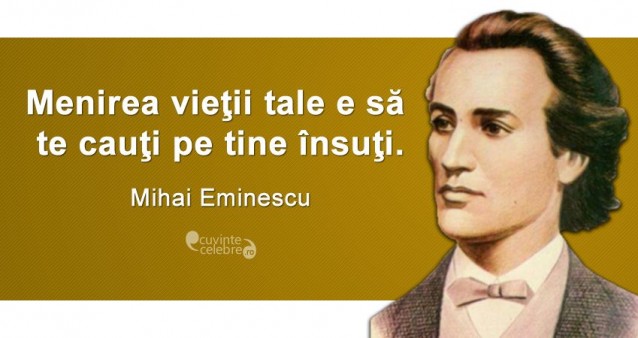 Menirea vieţii tale e să
te cauţi pe tine însuţi.
Mihai Eminescu
cuvinte
celebre.ro